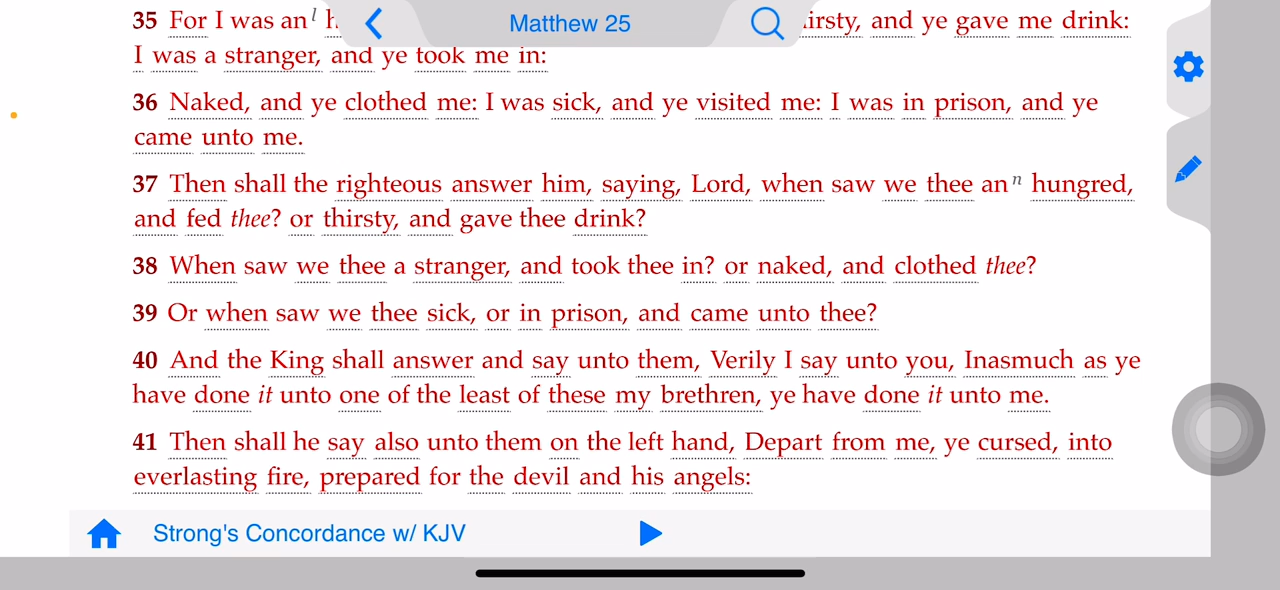 Matthew 25
35 For I was an l h irsty, and ye gave me drink:
I was a stranger, and ye took me in:
36 Naked, and ye clothed me: I was sick, and ye visited me: I was in prison, and ye
came unto me.
37 Then shall the righteous answer him, saying, Lord, when saw we thee an n hungred,
and fed thee? or thirsty, and gave thee drink?
38 When saw we thee a stranger, and took thee in? or naked, and clothed thee?
39 Or when saw we thee sick, or in prison, and came unto thee?
40 And the King shall answer and say unto them, Verily I say unto you, Inasmuch as ye
have done it unto one of the least of these my brethren, ye have done it unto me.
41 Then shall he say also unto them on the left hand, Depart from me, ye cursed, into
everlasting fire, prepared for the devil and his angels:
Strong's Concordance w/ KJV